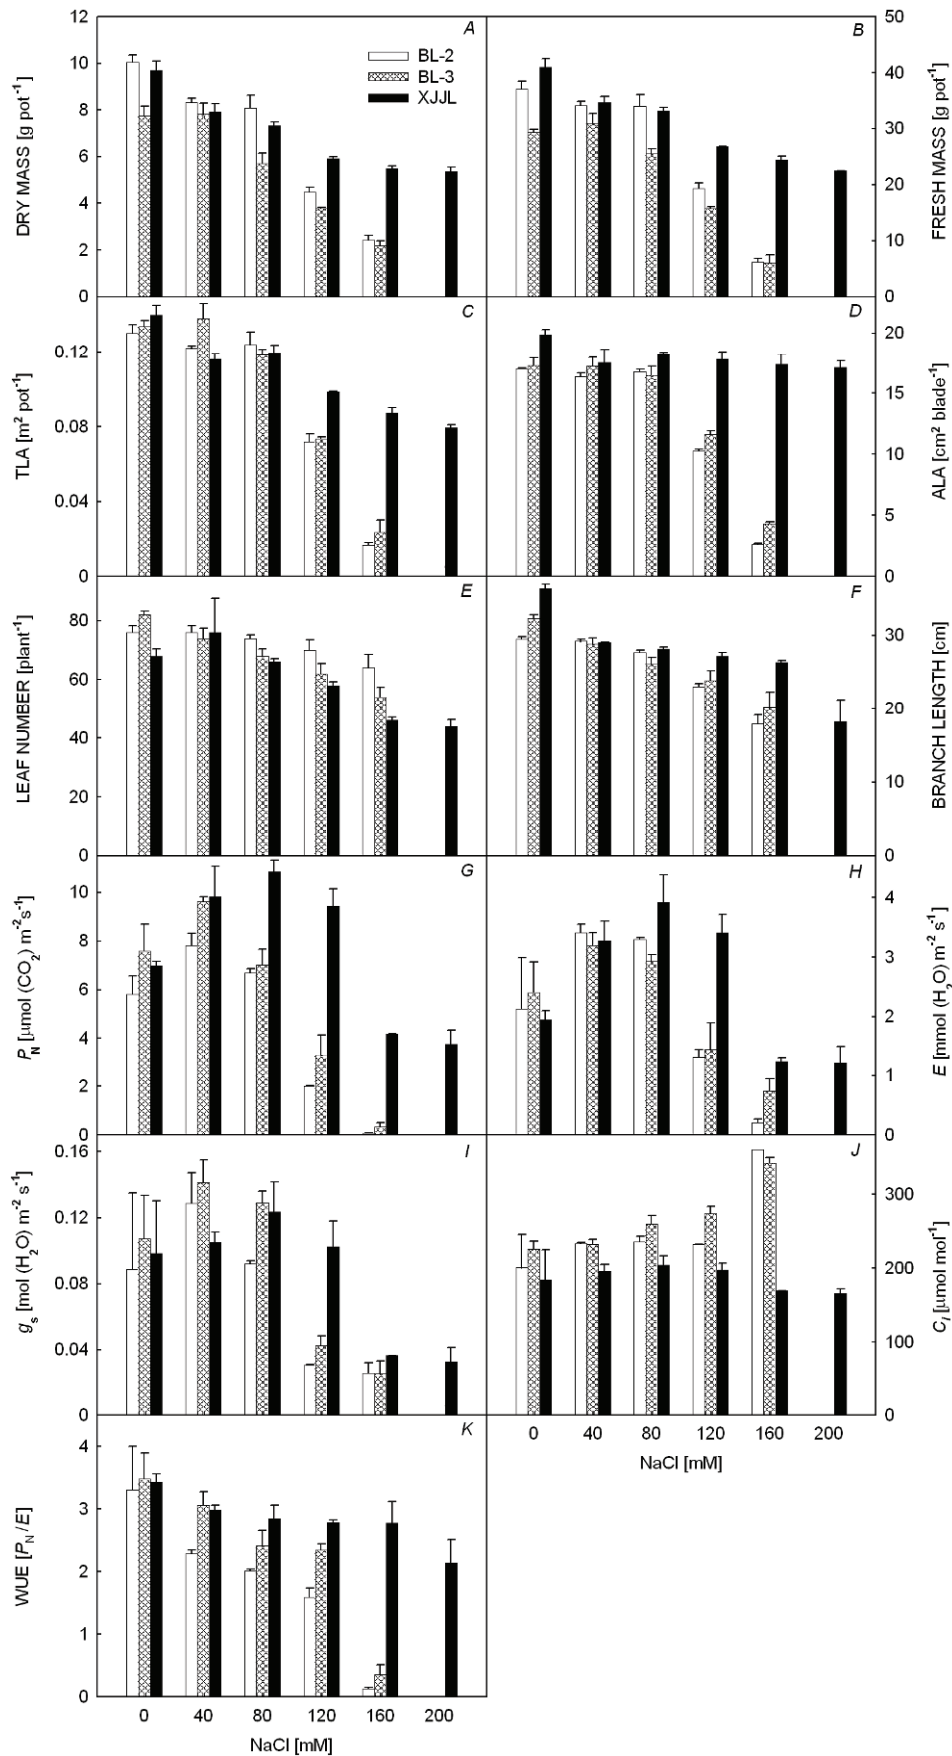 A
12
10
8
6
4
2
0
DRY MASS [g pot⁻¹]
BL-2
BL-3
XJJL
B
50
40
30
20
10
0
FRESH MASS [g pot⁻¹]
C
0.12
0.08
0.04
0
TLA [m² pot⁻¹]
D
20
15
10
5
0
ALA [cm² blade⁻¹]
E
80
60
40
20
0
LEAF NUMBER [plant⁻¹]
F
30
20
10
0
BRANCH LENGTH [cm]
G
10
8
6
4
2
0
P_N [μmol (CO₂) m⁻² s⁻¹]
H
4
3
2
1
0
E [mmol (H₂O) m⁻² s⁻¹]
I
0.16
0.12
0.08
0.04
0
g_s [mol (H₂O) m⁻² s⁻¹]
J
300
200
100
0
C_i [μmol mol⁻¹]
0 40 80 120 160 200
NaCl [mM]
K
4
3
2
1
0
WUE [P_N / E]
0 40 80 120 160 200
NaCl [mM]